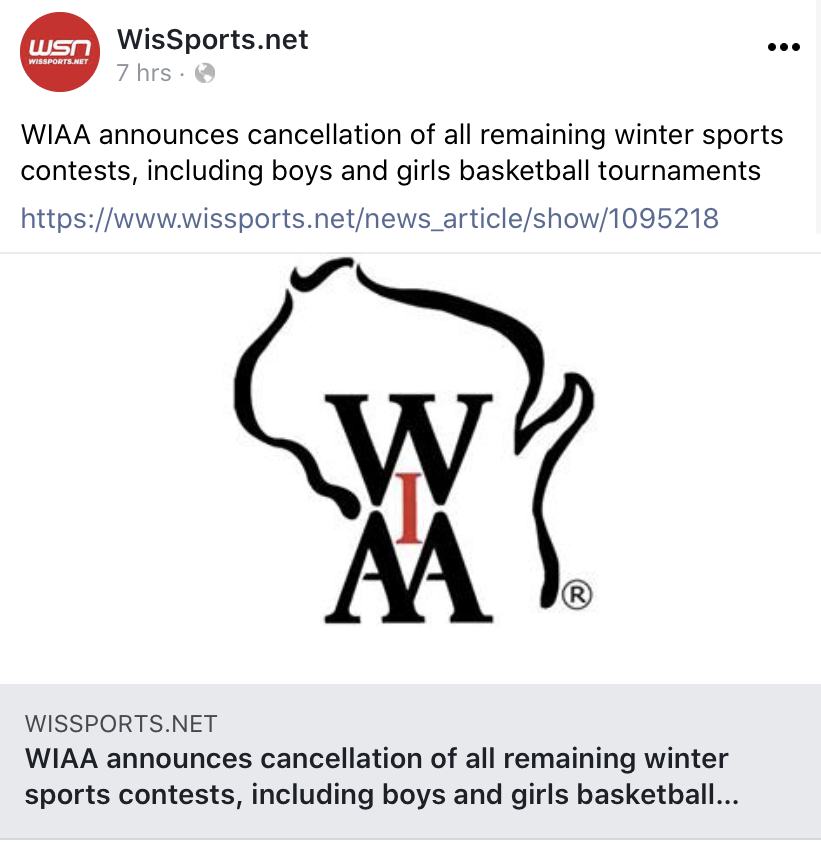 wsn
WISSPORTS.NET
WisSports.net
7 hrs ·
WIAA announces cancellation of all remaining winter sports
contests, including boys and girls basketball tournaments
https://www.wissports.net/news_article/show/1095218
W
I
AA
®
WISSPORTS.NET
WIAA announces cancellation of all remaining winter
sports contests, including boys and girls basketball...